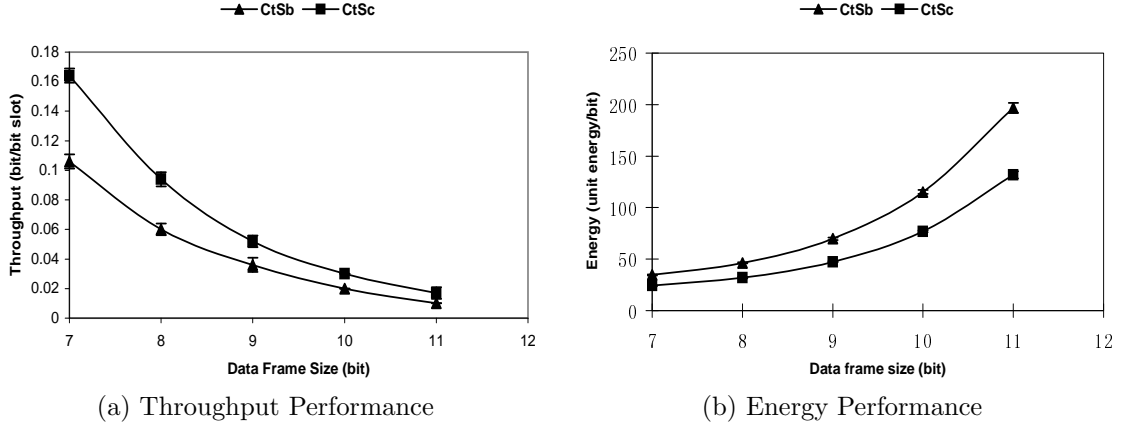 CtSb CtSc
Throughput (bit/bit slot)
0.18
0.16
0.14
0.12
0.1
0.08
0.06
0.04
0.02
0
7 8 9 10 11 12
Data Frame Size (bit)
(a) Throughput Performance
CtSb CtSc
Energy (unit energy/bit)
250
200
150
100
50
0
7 8 9 10 11 12
Data frame size (bit)
(b) Energy Performance